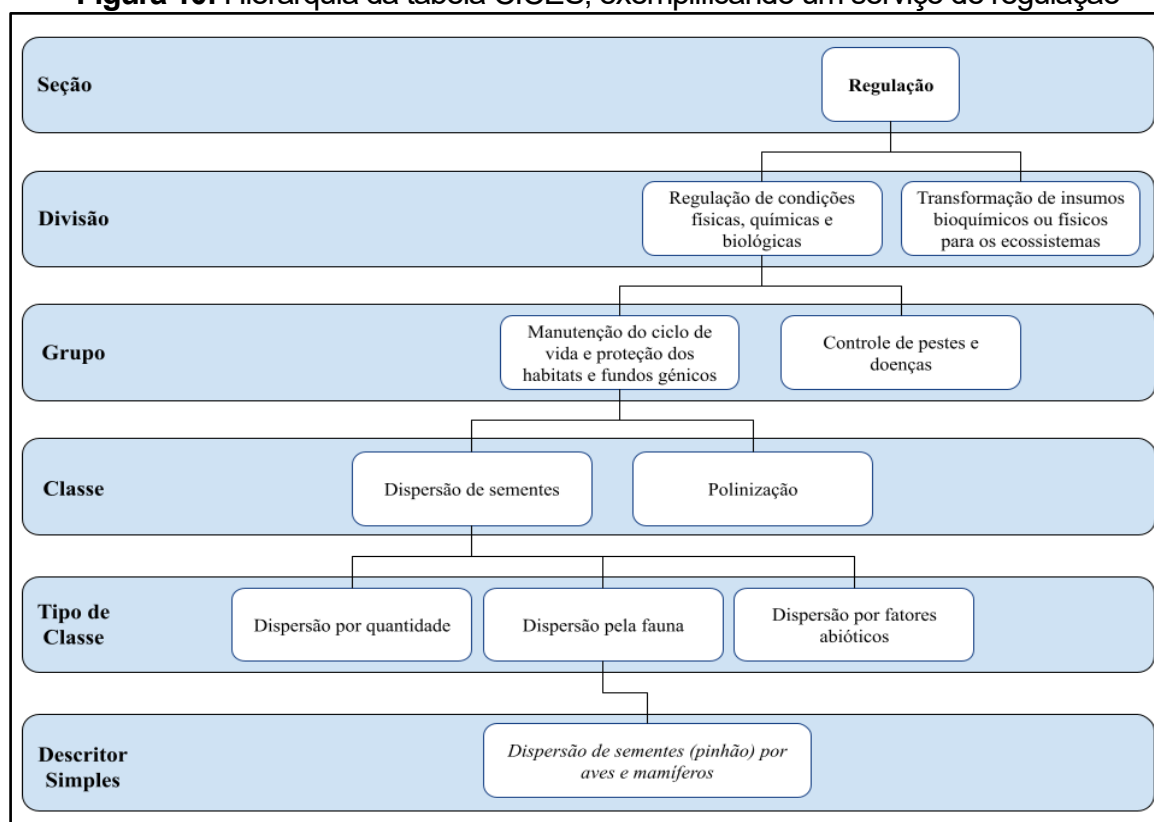 Figura Hierarquia da tabela CICES, exemplificando um serviço de regulação
Seção
Regulação
Divisão
Regulação de condições
físicas, químicas e
biológicas
Transformação de insumos
bioquímicos ou físicos
para os ecossistemas
Grupo
Manutenção do ciclo de
vida e proteção dos
habitats e fundos génicos
Controle de pestes e
doenças
Classe
Dispersão de sementes
Polinização
Tipo de
Classe
Dispersão por quantidade
Dispersão pela fauna
Dispersão por fatores
abióticos
Descritor
Simples
Dispersão de sementes (pinhão) por
aves e mamíferos